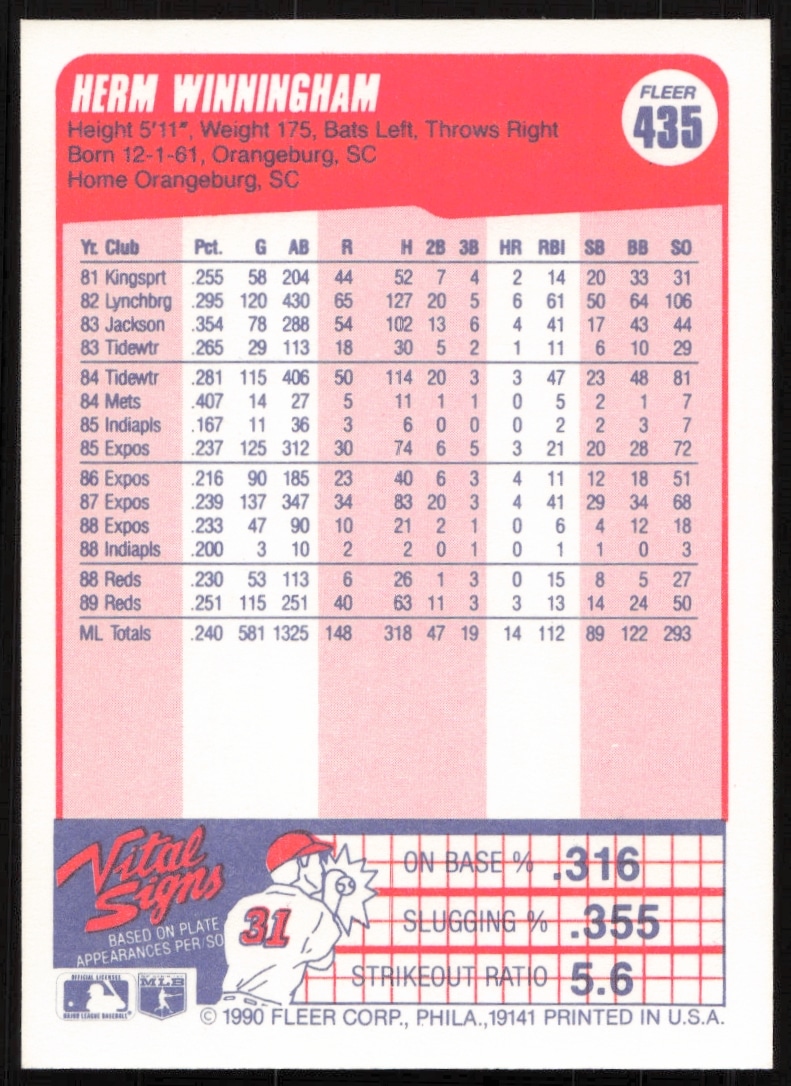 HERM WINNINGHAM
FLEER
435
Height 5'11", Weight 175, Bats Left, Throws Right
Born 12-1-61, Orangeburg, SC
Home Orangeburg, SC
Yr. Club Pct. G AB R H 2B 3B HR RBI SB BB SO
81 Kingsprt .255 58 204 44 52 7 4 2 14 20 33 31
82 Lynchbrg .295 120 430 65 127 20 5 6 61 50 64 106
83 Jackson .354 78 288 54 102 13 6 4 41 17 43 44
83 Tidewtr .265 29 113 18 30 5 2 1 11 6 10 29
84 Tidewtr .281 115 406 50 114 20 3 3 47 23 48 81
84 Mets .407 14 27 5 11 1 1 0 5 2 1 7
85 Indiapls .167 11 36 3 6 0 0 0 2 2 3 7
85 Expos .237 125 312 30 74 6 5 3 21 20 28 72
86 Expos .216 90 185 23 40 6 3 4 11 12 18 51
87 Expos .239 137 347 34 83 20 3 4 41 29 34 68
88 Expos .233 47 90 10 21 2 1 0 6 4 12 18
88 Indiapls .200 3 10 2 2 0 1 0 1 1 0 3
88 Reds .230 53 113 6 26 1 3 0 15 8 5 27
89 Reds .251 115 251 40 63 11 3 3 13 14 24 50
ML Totals .240 581 1325 148 318 47 19 14 112 89 122 293
Vital
Signs
BASED ON PLATE
APPEARANCES PER/SO
31
ON BASE % .316
SLUGGING % .355
STRIKEOUT RATIO 5.6
OFFICIAL LICENSEE
MAJOR LEAGUE BASEBALL
MLB
© 1990 FLEER CORP., PHILA.,19141 PRINTED IN U.S.A.